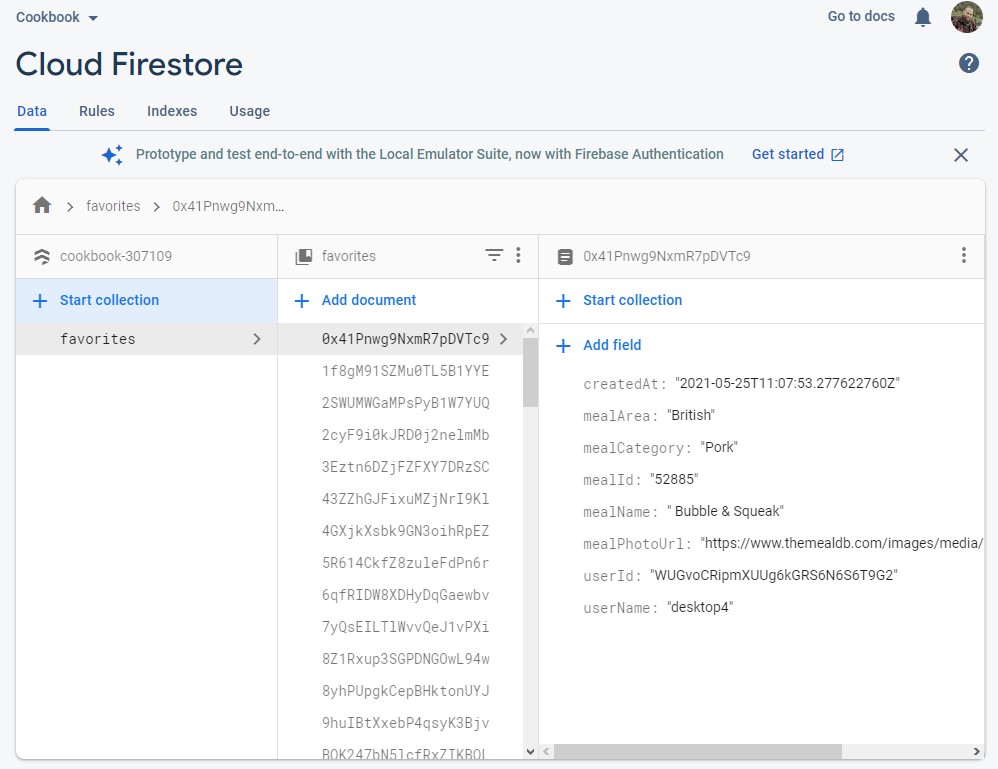 Cookbook
Go to docs
Cloud Firestore
Data Rules Indexes Usage
Prototype and test end-to-end with the Local Emulator Suite, now with Firebase Authentication Get started
favorites 0x41Pnwg9Nxm...
cookbook-307109
favorites
0x41Pnwg9NxmR7pDVTc9
+ Start collection
+ Add document
+ Start collection
favorites
0x41Pnwg9NxmR7pDVTc9
1f8gM91SZMu0TL5B1YYE
2SWUMWGaMPsPyB1W7YUQ
2cyF9i0kJRD0j2nelmMb
3Eztn6DZjFZFXY7DRzSC
43ZZhGJFixuMZjNrI9Kl
4GXjkXsbk9GN3oihRpEZ
5R614CkfZ8zuleFdPn6r
6qfRIDW8XDHyDqGaewbv
7yQsEILTlWvvQeJ1vPXi
8Z1Rxup3SGPDNGOwL94w
8yhPUpgkCepBHktonUYJ
9huIBtXxebP4qsyK3Bjv
+ Add field
createdAt: "2021-05-25T11:07:53.277622760Z"
mealArea: "British"
mealCategory: "Pork"
mealId: "52885"
mealName: " Bubble & Squeak"
mealPhotoUrl: "https://www.themealdb.com/images/media/
userId: "WUGvoCRipmXUUg6kGRS6N6S6T9G2"
userName: "desktop4"